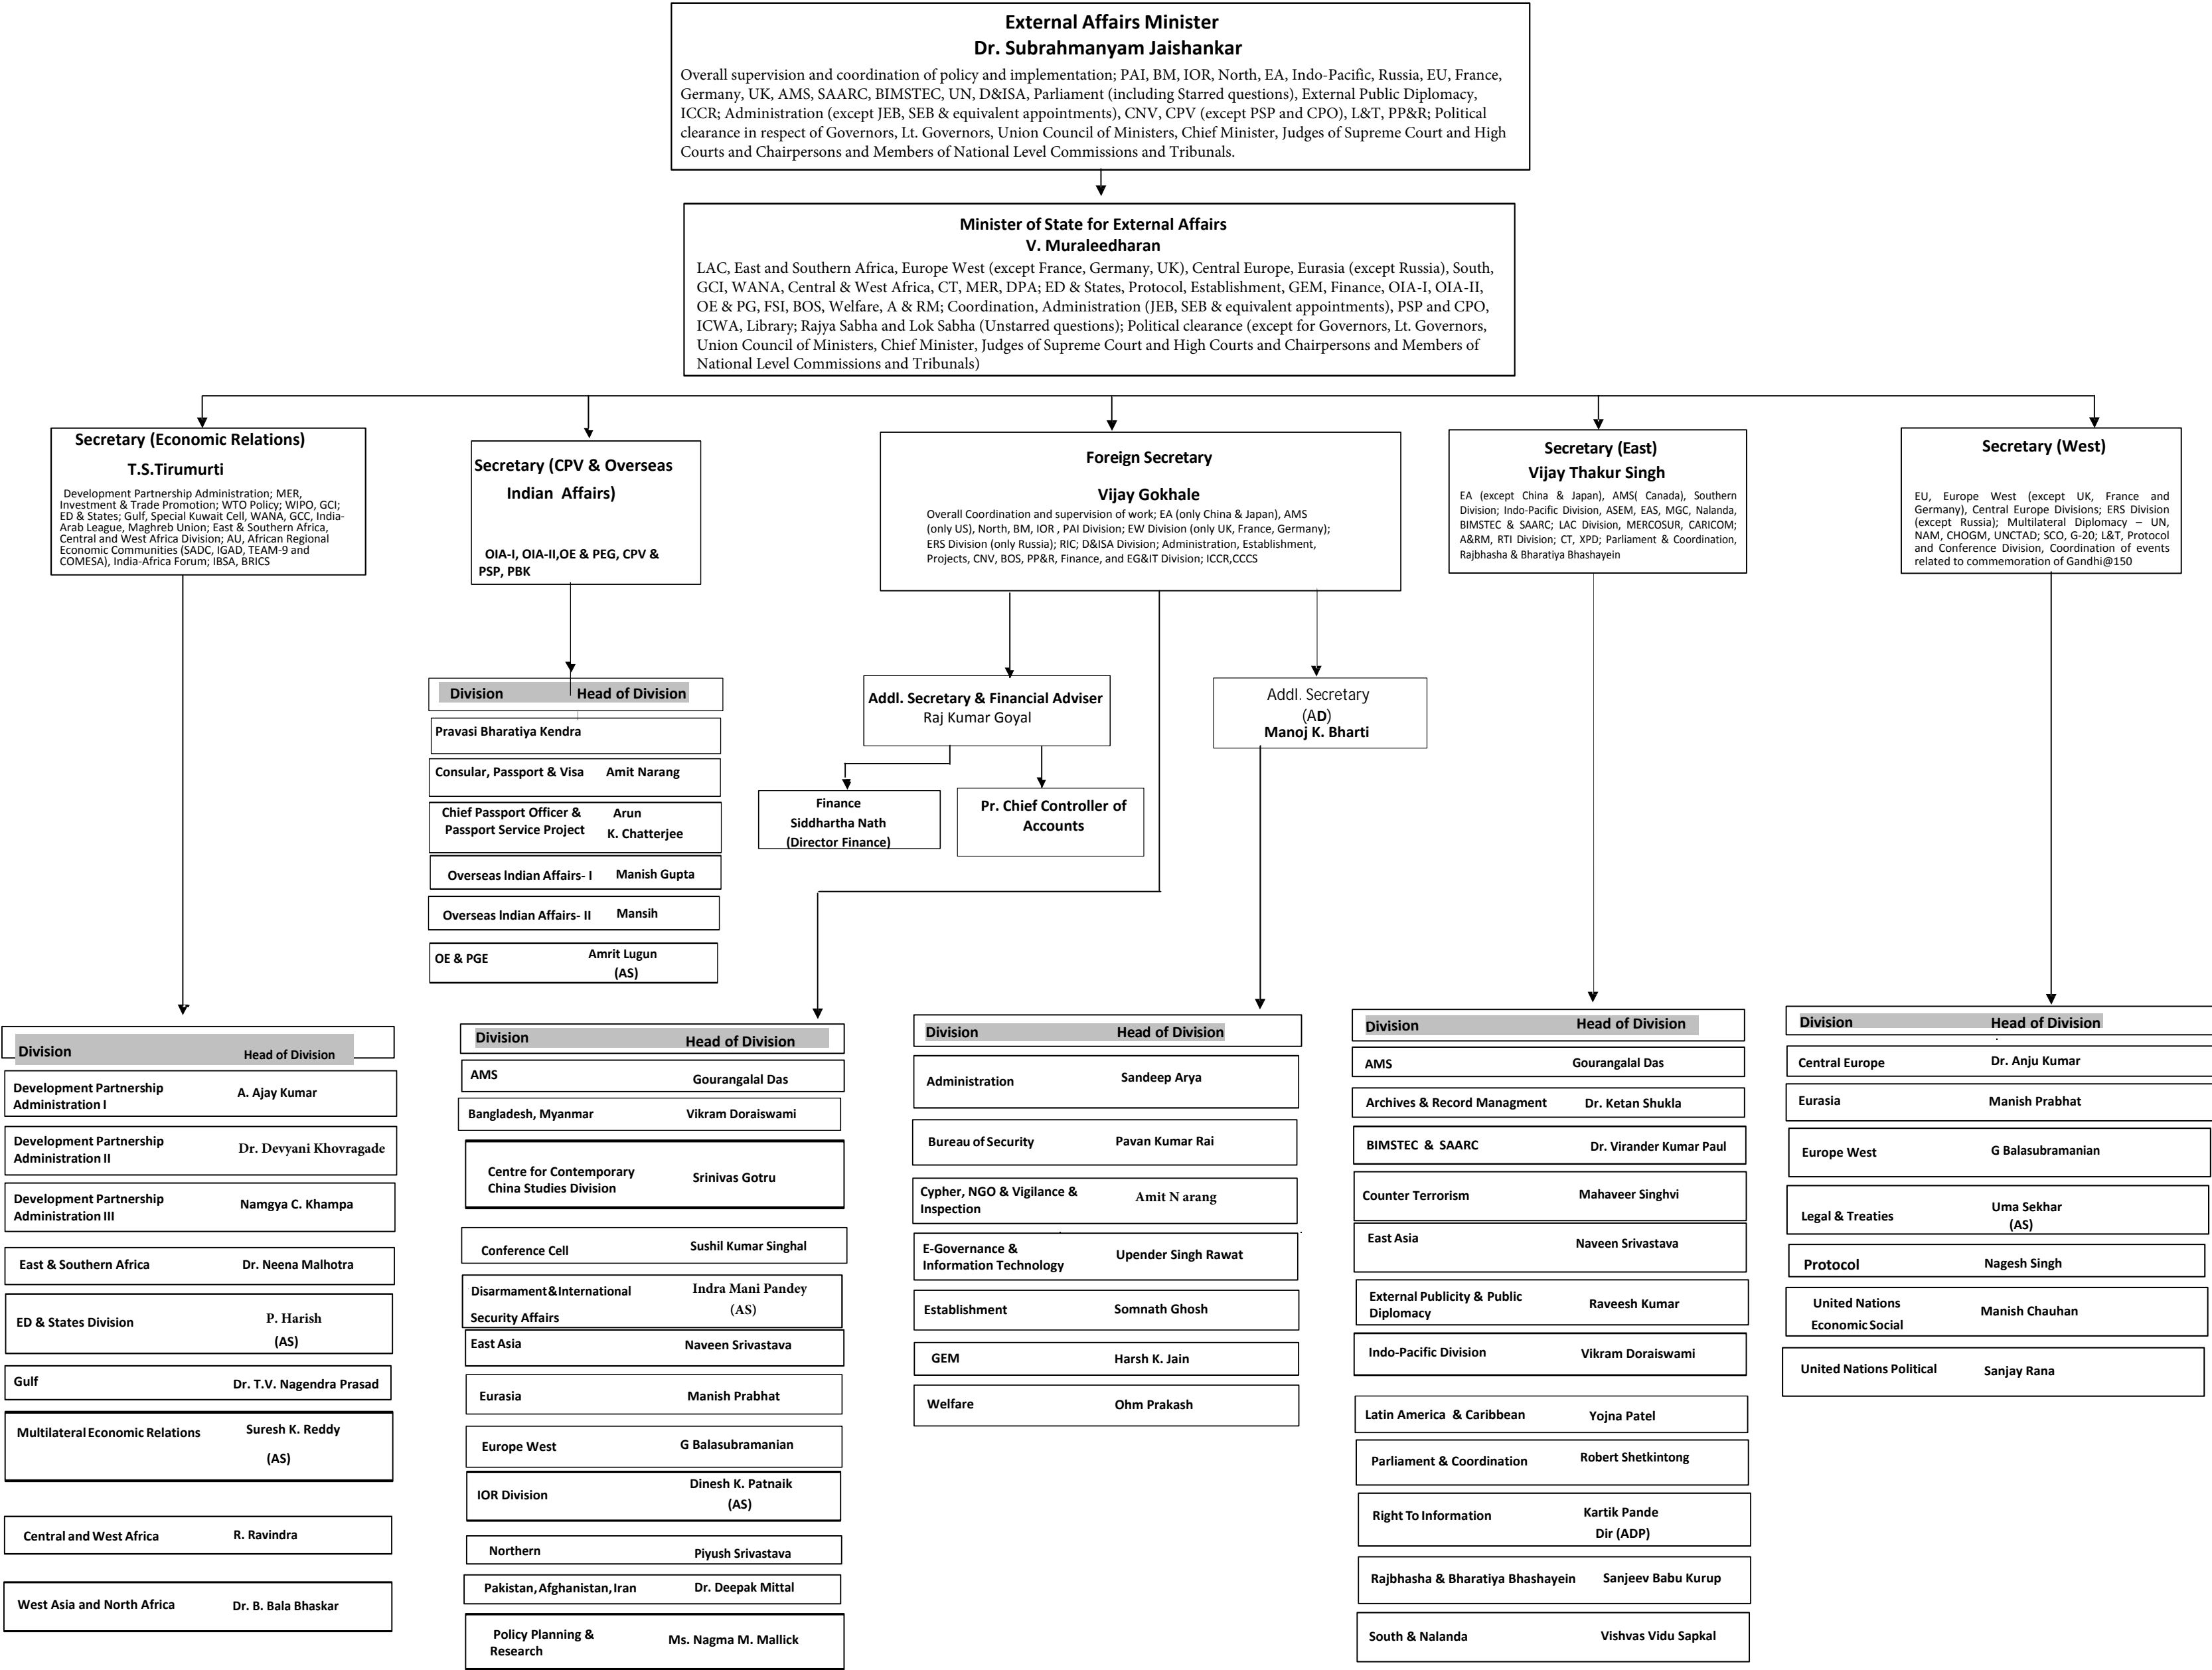 External Affairs Minister
Dr. Subrahmanyam Jaishankar
Overall supervision and coordination of policy and implementation; PAI, BM, IOR, North, EA, Indo-Pacific, Russia, EU, France,
Germany, UK, AMS, SAARC, BIMSTEC, UN, D&ISA, Parliament (including Starred questions), External Public Diplomacy,
ICCR; Administration (except JEB, SEB & equivalent appointments), CNV, CPV (except PSP and CPO), L&T, PP&R; Political
clearance in respect of Governors, Lt. Governors, Union Council of Ministers, Chief Minister, Judges of Supreme Court and High
Courts and Chairpersons and Members of National Level Commissions and Tribunals.
Minister of State for External Affairs
V. Muraleedharan
LAC, East and Southern Africa, Europe West (except France, Germany, UK), Central Europe, Eurasia (except Russia), South,
GCI, WANA, Central & West Africa, CT, MER, DPA; ED & States, Protocol, Establishment, GEM, Finance, OIA-I, OIA-II,
OE & PG, FSI, BOS, Welfare, A & RM; Coordination, Administration (JEB, SEB & equivalent appointments), PSP and CPO,
ICWA, Library; Rajya Sabha and Lok Sabha (Unstarred questions); Political clearance (except for Governors, Lt. Governors,
Union Council of Ministers, Chief Minister, Judges of Supreme Court and High Courts and Chairpersons and Members of
National Level Commissions and Tribunals)
Secretary (Economic Relations)
T.S.Tirumurti
Development Partnership Administration; MER,
Investment & Trade Promotion; WTO Policy; WIPO, GCI;
ED & States; Gulf, Special Kuwait Cell, WANA, GCC, India-
Arab League, Maghreb Union; East & Southern Africa,
Central and West Africa Division; AU, African Regional
Economic Communities (SADC, IGAD, TEAM-9 and
COMESA), India-Africa Forum; IBSA, BRICS
Secretary (CPV & Overseas
Indian Affairs)
OIA-I, OIA-II,OE & PEG, CPV &
PSP, PBK
Foreign Secretary
Vijay Gokhale
Overall Coordination and supervision of work; EA (only China & Japan), AMS
(only US), North, BM, IOR , PAI Division; EW Division (only UK, France, Germany);
ERS Division (only Russia); RIC; D&ISA Division; Administration, Establishment,
Projects, CNV, BOS, PP&R, Finance, and EG&IT Division; ICCR,CCCS
Secretary (East)
Vijay Thakur Singh
EA (except China & Japan), AMS( Canada), Southern
Division; Indo-Pacific Division, ASEM, EAS, MGC, Nalanda,
BIMSTEC & SAARC; LAC Division, MERCOSUR, CARICOM;
A&RM, RTI Division; CT, XPD; Parliament & Coordination,
Rajbhasha & Bharatiya Bhashayein
Secretary (West)
EU, Europe West (except UK, France and
Germany), Central Europe Divisions; ERS Division
(except Russia); Multilateral Diplomacy – UN,
NAM, CHOGM, UNCTAD; SCO, G-20; L&T, Protocol
and Conference Division, Coordination of events
related to commemoration of Gandhi@150
Division Head of Division
Pravasi Bharatiya Kendra
Consular, Passport & Visa Amit Narang
Chief Passport Officer & Arun
Passport Service Project K. Chatterjee
Overseas Indian Affairs- I Manish Gupta
Overseas Indian Affairs- II Mansih
OE & PGE Amrit Lugun
(AS)
Addl. Secretary & Financial Adviser
Raj Kumar Goyal
Addl. Secretary
(AD)
Manoj K. Bharti
Finance
Siddhartha Nath
(Director Finance)
Pr. Chief Controller of
Accounts
Division Head of Division
Development Partnership
Administration I A. Ajay Kumar
Development Partnership
Administration II Dr. Devyani Khovragade
Development Partnership
Administration III Namgya C. Khampa
East & Southern Africa Dr. Neena Malhotra
ED & States Division P. Harish
(AS)
Gulf Dr. T.V. Nagendra Prasad
Multilateral Economic Relations Suresh K. Reddy
(AS)
Central and West Africa R. Ravindra
West Asia and North Africa Dr. B. Bala Bhaskar
Division Head of Division
AMS Gourangalal Das
Bangladesh, Myanmar Vikram Doraiswami
Centre for Contemporary
China Studies Division Srinivas Gotru
Conference Cell Sushil Kumar Singhal
Disarmament & International Indra Mani Pandey
Security Affairs (AS)
East Asia Naveen Srivastava
Eurasia Manish Prabhat
Europe West G Balasubramanian
IOR Division Dinesh K. Patnaik
(AS)
Northern Piyush Srivastava
Pakistan, Afghanistan, Iran Dr. Deepak Mittal
Policy Planning &
Research Ms. Nagma M. Mallick
Division Head of Division
Administration Sandeep Arya
Bureau of Security Pavan Kumar Rai
Cypher, NGO & Vigilance &
Inspection Amit N arang
E-Governance &
Information Technology Upender Singh Rawat
Establishment Somnath Ghosh
GEM Harsh K. Jain
Welfare Ohm Prakash
Division Head of Division
AMS Gourangalal Das
Archives & Record Managment Dr. Ketan Shukla
BIMSTEC & SAARC Dr. Virander Kumar Paul
Counter Terrorism Mahaveer Singhvi
East Asia Naveen Srivastava
External Publicity & Public
Diplomacy Raveesh Kumar
Indo-Pacific Division Vikram Doraiswami
Latin America & Caribbean Yojna Patel
Parliament & Coordination Robert Shetkintong
Right To Information Kartik Pande
Dir (ADP)
Rajbhasha & Bharatiya Bhashayein Sanjeev Babu Kurup
South & Nalanda Vishvas Vidu Sapkal
Division Head of Division
Central Europe Dr. Anju Kumar
Eurasia Manish Prabhat
Europe West G Balasubramanian
Legal & Treaties Uma Sekhar
(AS)
Protocol Nagesh Singh
United Nations
Economic Social Manish Chauhan
United Nations Political Sanjay Rana